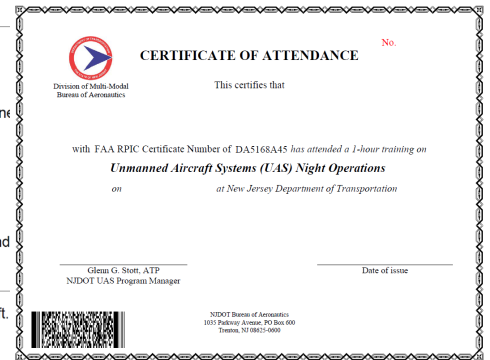 CERTIFICATE OF ATTENDANCE
No.
Division of Multi-Modal
Bureau of Aeronautics
This certifies that
with FAA RPIC Certificate Number of DA5168A45 has attended a 1-hour training on
Unmanned Aircraft Systems (UAS) Night Operations
on at New Jersey Department of Transportation
Glenn G. Stott, ATP
NJDOT UAS Program Manager
Date of issue
NJDOT Bureau of Aeronautics
1035 Parkway Avenue, PO Box 600
Trenton, NJ 08625-0600